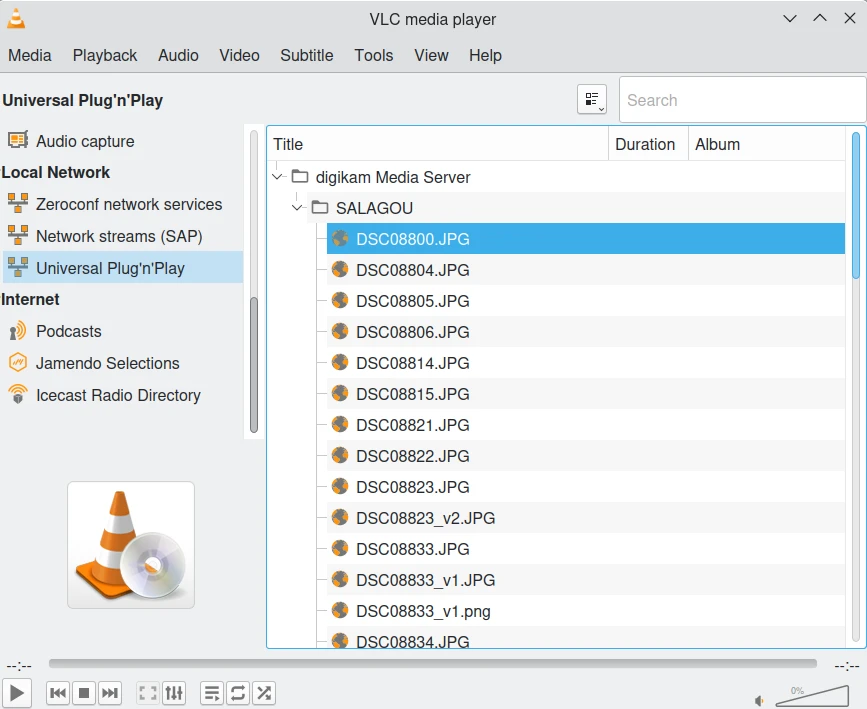 VLC media player
Media Playback Audio Video Subtitle Tools View Help
Universal Plug'n'Play
Search
Audio capture
Local Network
Zeroconf network services
Network streams (SAP)
Universal Plug'n'Play
Internet
Podcasts
Jamendo Selections
Icecast Radio Directory
Title Duration Album
digikam Media Server
SALAGOU
DSC08800.JPG
DSC08804.JPG
DSC08805.JPG
DSC08806.JPG
DSC08814.JPG
DSC08815.JPG
DSC08821.JPG
DSC08822.JPG
DSC08823.JPG
DSC08823_v2.JPG
DSC08833.JPG
DSC08833_v1.JPG
DSC08833_v1.png
DSC08834.JPG
--:-- --:--
0%